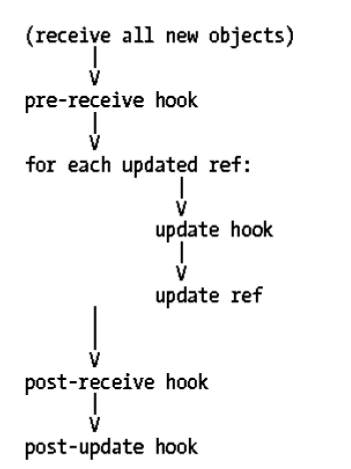 (receive all new objects)
pre-receive hook
for each updated ref:
update hook
update ref
post-receive hook
post-update hook